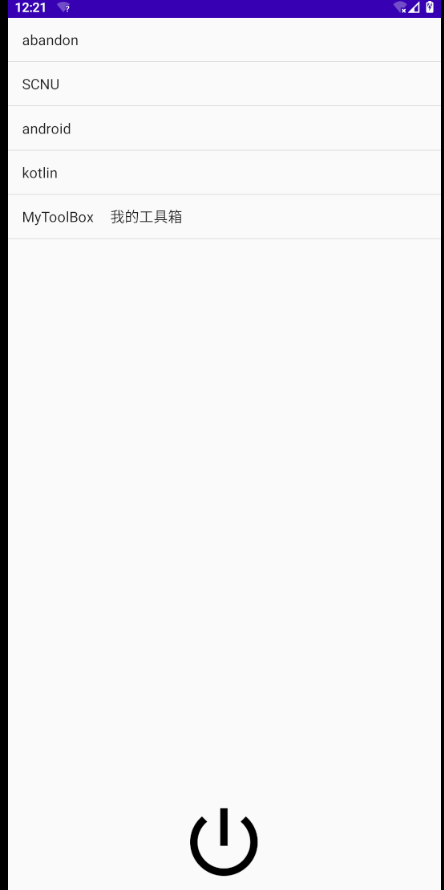 12:21
abandon
SCNU
android
kotlin
MyToolBox 我的工具箱